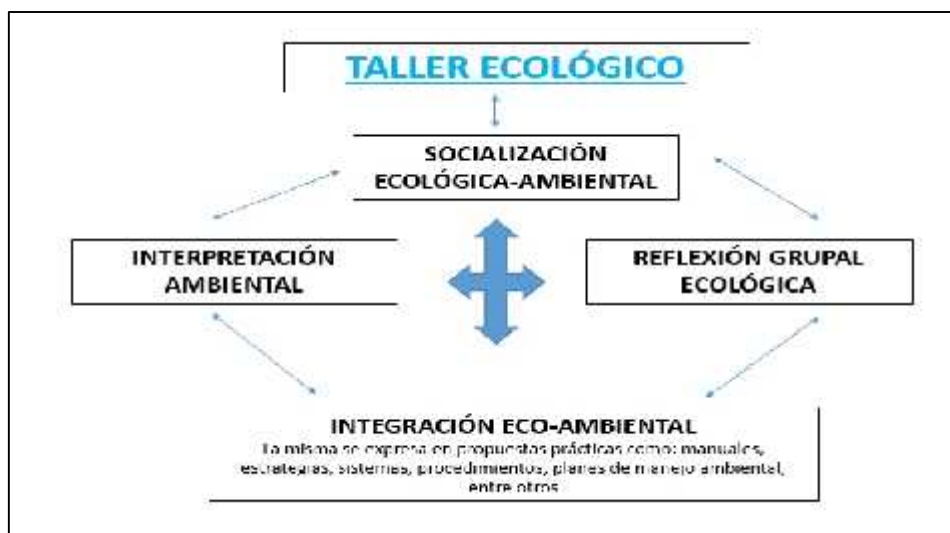 TALLER ECOLÓGICO
SOCIALIZACIÓN
ECOLÓGICA-AMBIENTAL
INTERPRETACIÓN
AMBIENTAL
REFLEXIÓN GRUPAL
ECOLÓGICA
INTEGRACIÓN ECO-AMBIENTAL
La misma se expresa en propuestas prácticas como: manuales,
estrategias, sistemas, procedimientos, planes de manejo ambiental,
entre otros